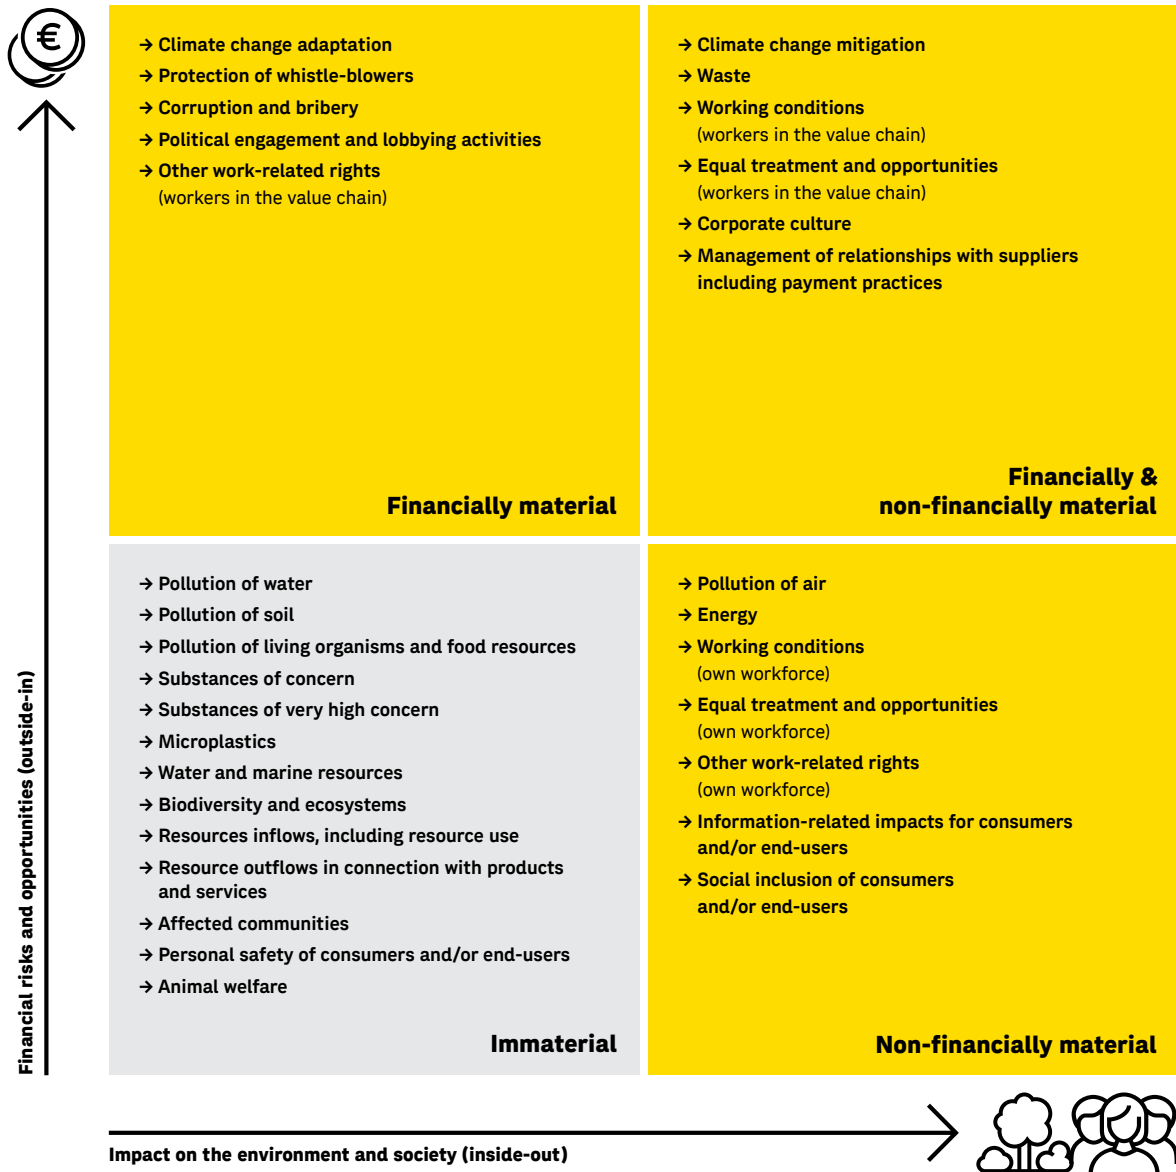 €
→ Climate change adaptation
→ Protection of whistle-blowers
→ Corruption and bribery
→ Political engagement and lobbying activities
→ Other work-related rights
(workers in the value chain)
Financially material
→ Climate change mitigation
→ Waste
→ Working conditions
(workers in the value chain)
→ Equal treatment and opportunities
(workers in the value chain)
→ Corporate culture
→ Management of relationships with suppliers
including payment practices
Financially &
non-financially material
→ Pollution of water
→ Pollution of soil
→ Pollution of living organisms and food resources
→ Substances of concern
→ Substances of very high concern
→ Microplastics
→ Water and marine resources
→ Biodiversity and ecosystems
→ Resources inflows, including resource use
→ Resource outflows in connection with products
and services
→ Affected communities
→ Personal safety of consumers and/or end-users
→ Animal welfare
Immaterial
→ Pollution of air
→ Energy
→ Working conditions
(own workforce)
→ Equal treatment and opportunities
(own workforce)
→ Other work-related rights
(own workforce)
→ Information-related impacts for consumers
and/or end-users
→ Social inclusion of consumers
and/or end-users
Non-financially material
Financial risks and opportunities (outside-in)
Impact on the environment and society (inside-out)